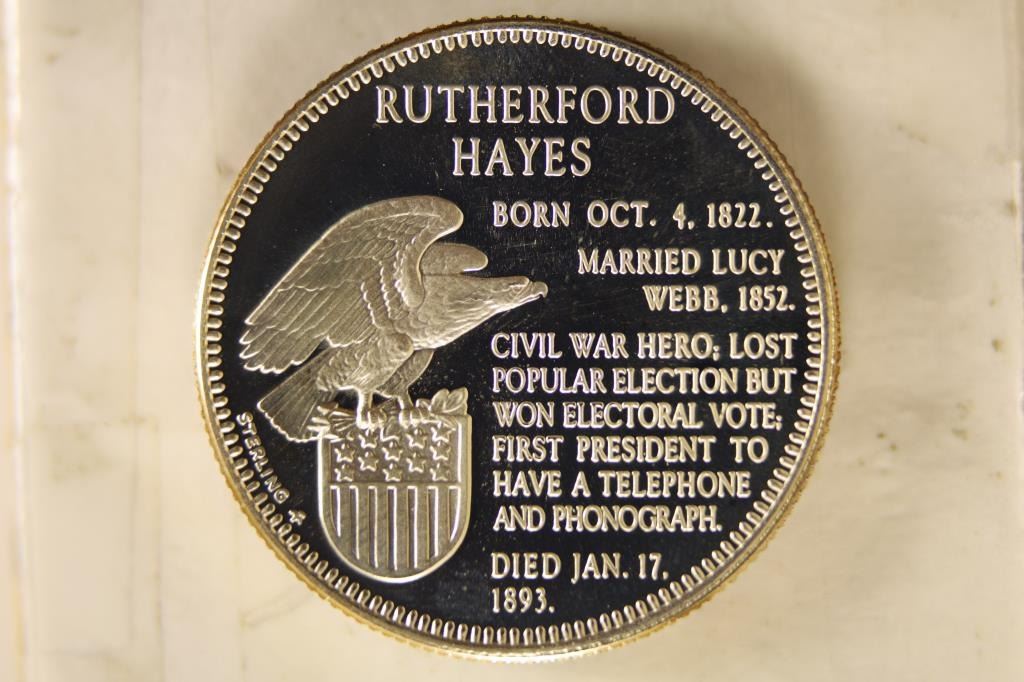 RUTHERFORD
HAYES
BORN OCT. 4, 1822.
MARRIED LUCY
WEBB, 1852.
CIVIL WAR HERO; LOST
POPULAR ELECTION BUT
WON ELECTORAL VOTE;
FIRST PRESIDENT TO
HAVE A TELEPHONE
AND PHONOGRAPH.
DIED JAN. 17,
1893.
STERLING 4